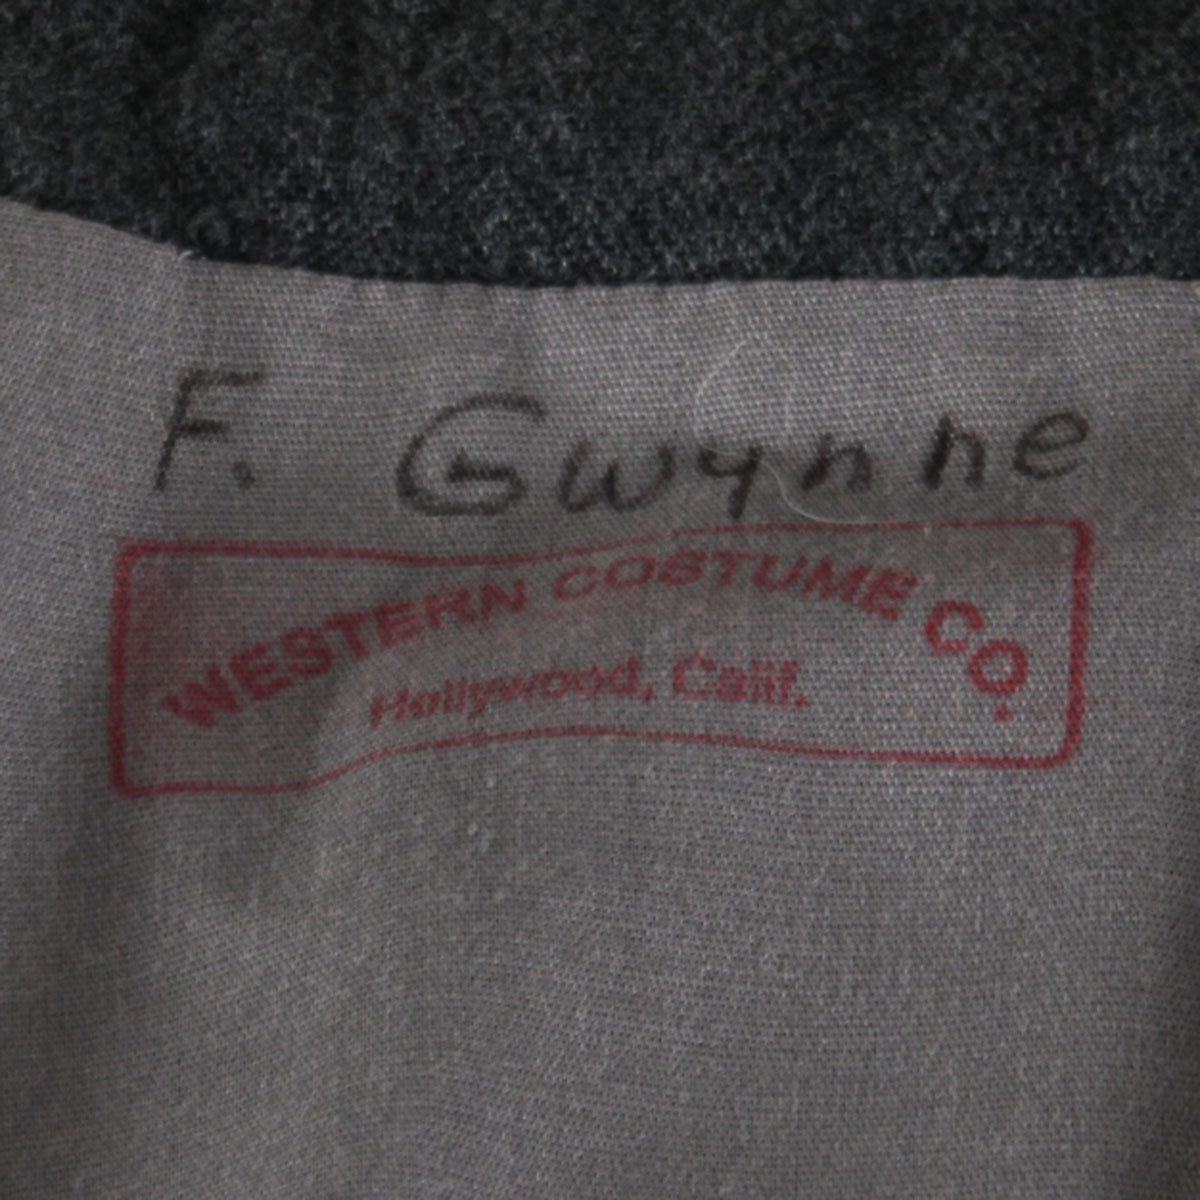 F. Gwynne
WESTERN COSTUME CO.
Hollywood, Calif.